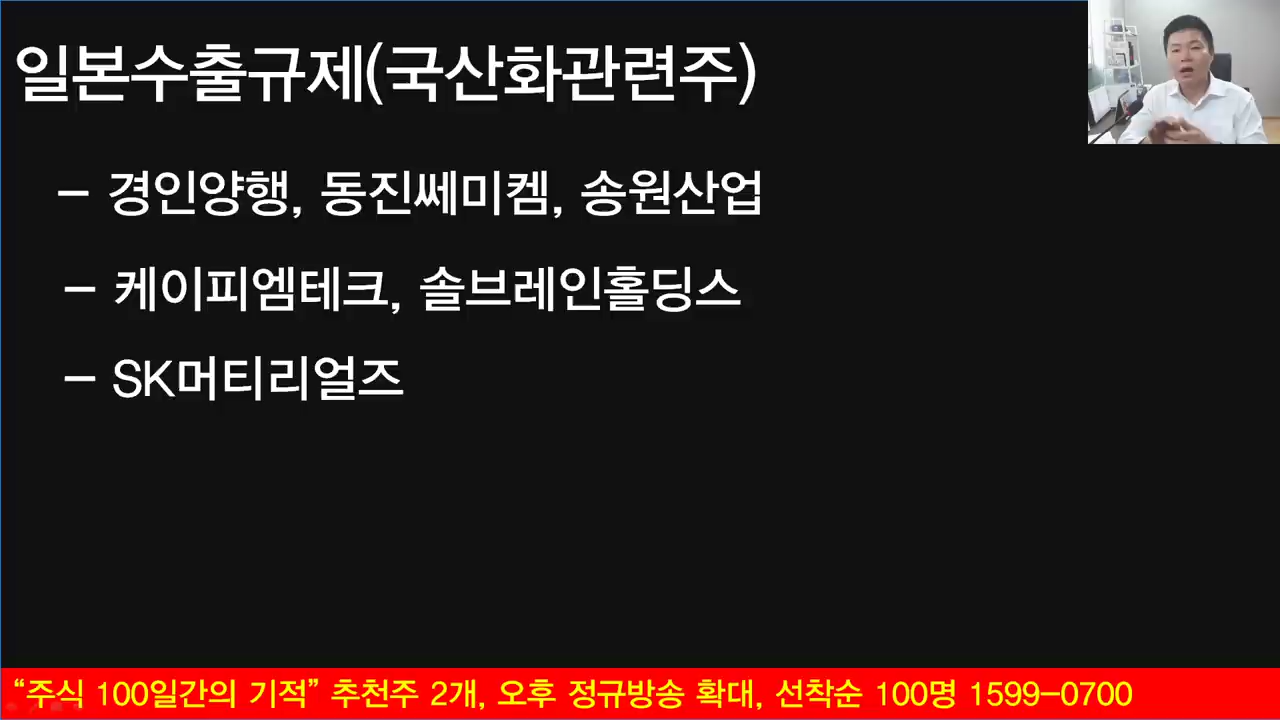 일본수출규제(국산화관련주)
- 경인양행, 동진쎄미켐, 송원산업
- 케이피엠테크, 솔브레인홀딩스
- SK머티리얼즈
“주식 100일간의 기적” 추천주 2개, 오후 정규방송 확대, 선착순 100명 1599-0700